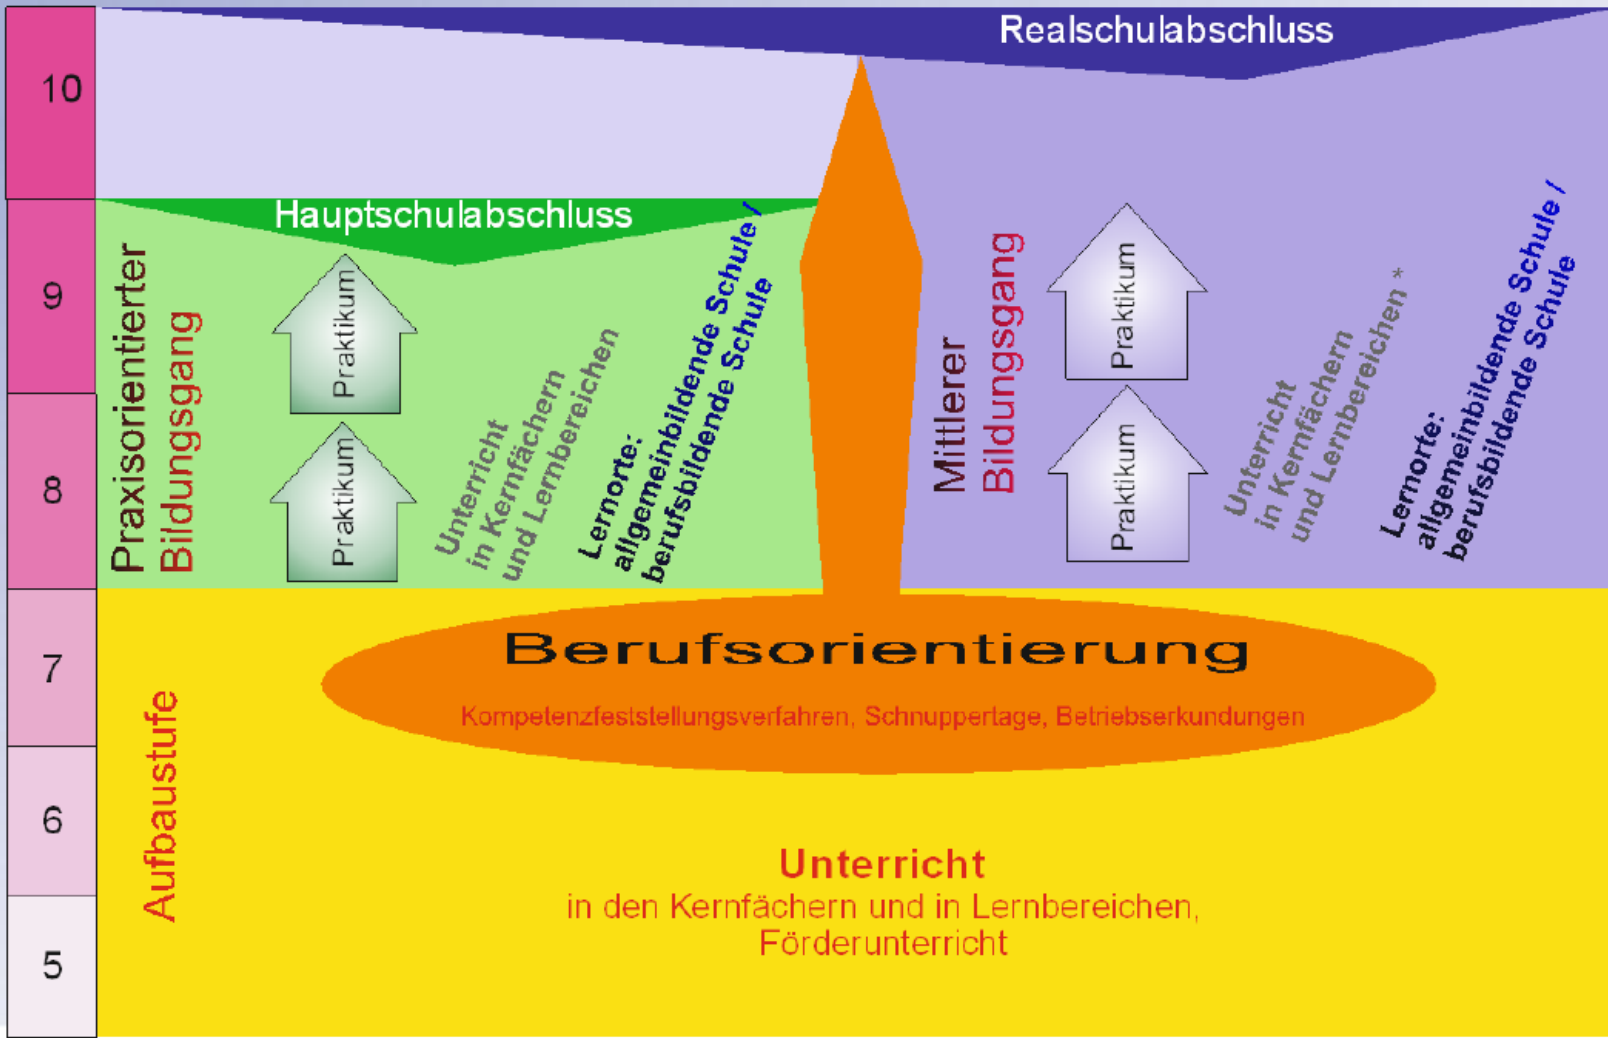 Realschulabschluss
10
Hauptschulabschluss
9
8
Praxisorientierter
Bildungsgang
Praktikum
Praktikum
Unterricht
in Kernfächern
und Lernbereichen
Lernorte:
allgemeinbildende Schule /
berufsbildende Schule
Mittlerer
Bildungsgang
Praktikum
Praktikum
Unterricht
in Kernfächern
und Lernbereichen *
Lernorte:
allgemeinbildende Schule /
berufsbildende Schule
7
Berufsorientierung
Kompetenzfeststellungsverfahren, Schnuppertage, Betriebserkundungen
Aufbaustufe
6
Unterricht
in den Kernfächern und in Lernbereichen,
Förderunterricht
5